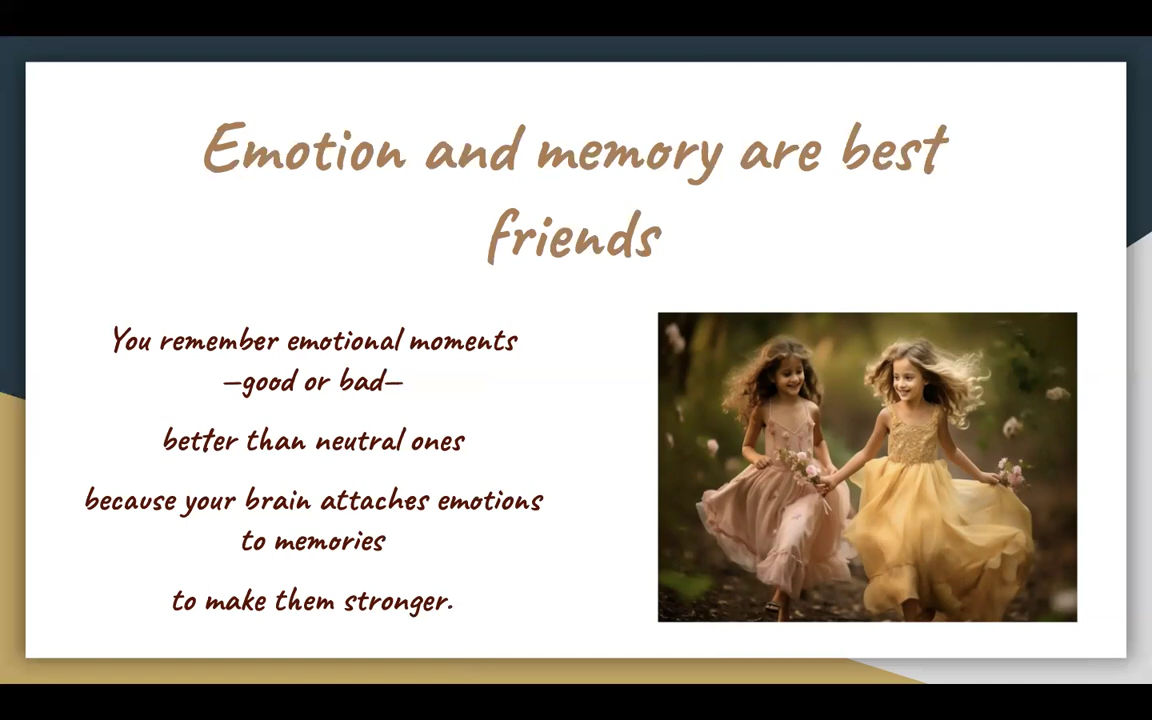 Emotion and memory are best
friends
You remember emotional moments
—good or bad—
better than neutral ones
because your brain attaches emotions
to memories
to make them stronger.